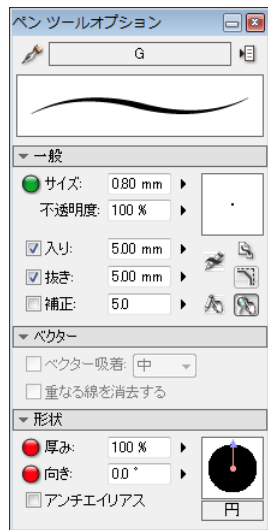 ペン ツールオプション
G
一般
サイズ: 0.80 mm
不透明度: 100 %
入り: 5.00 mm
抜き: 5.00 mm
補正: 5.0
ベクター
ベクター吸着: 中
重なる線を消去する
形状
厚み: 100 %
向き: 0.0 °
アンチエイリアス
円